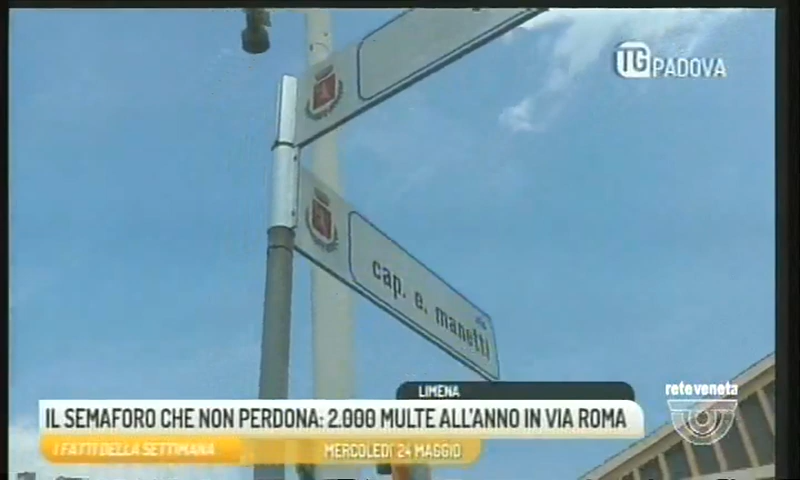 TG PADOVA
cap. e. manetti
LIMENA
reteveneta
IL SEMAFORO CHE NON PERDONA: 2.000 MULTE ALL'ANNO IN VIA ROMA
I FATTI DELLA SETTIMANA
MERCOLEDÌ 24 MAGGIO